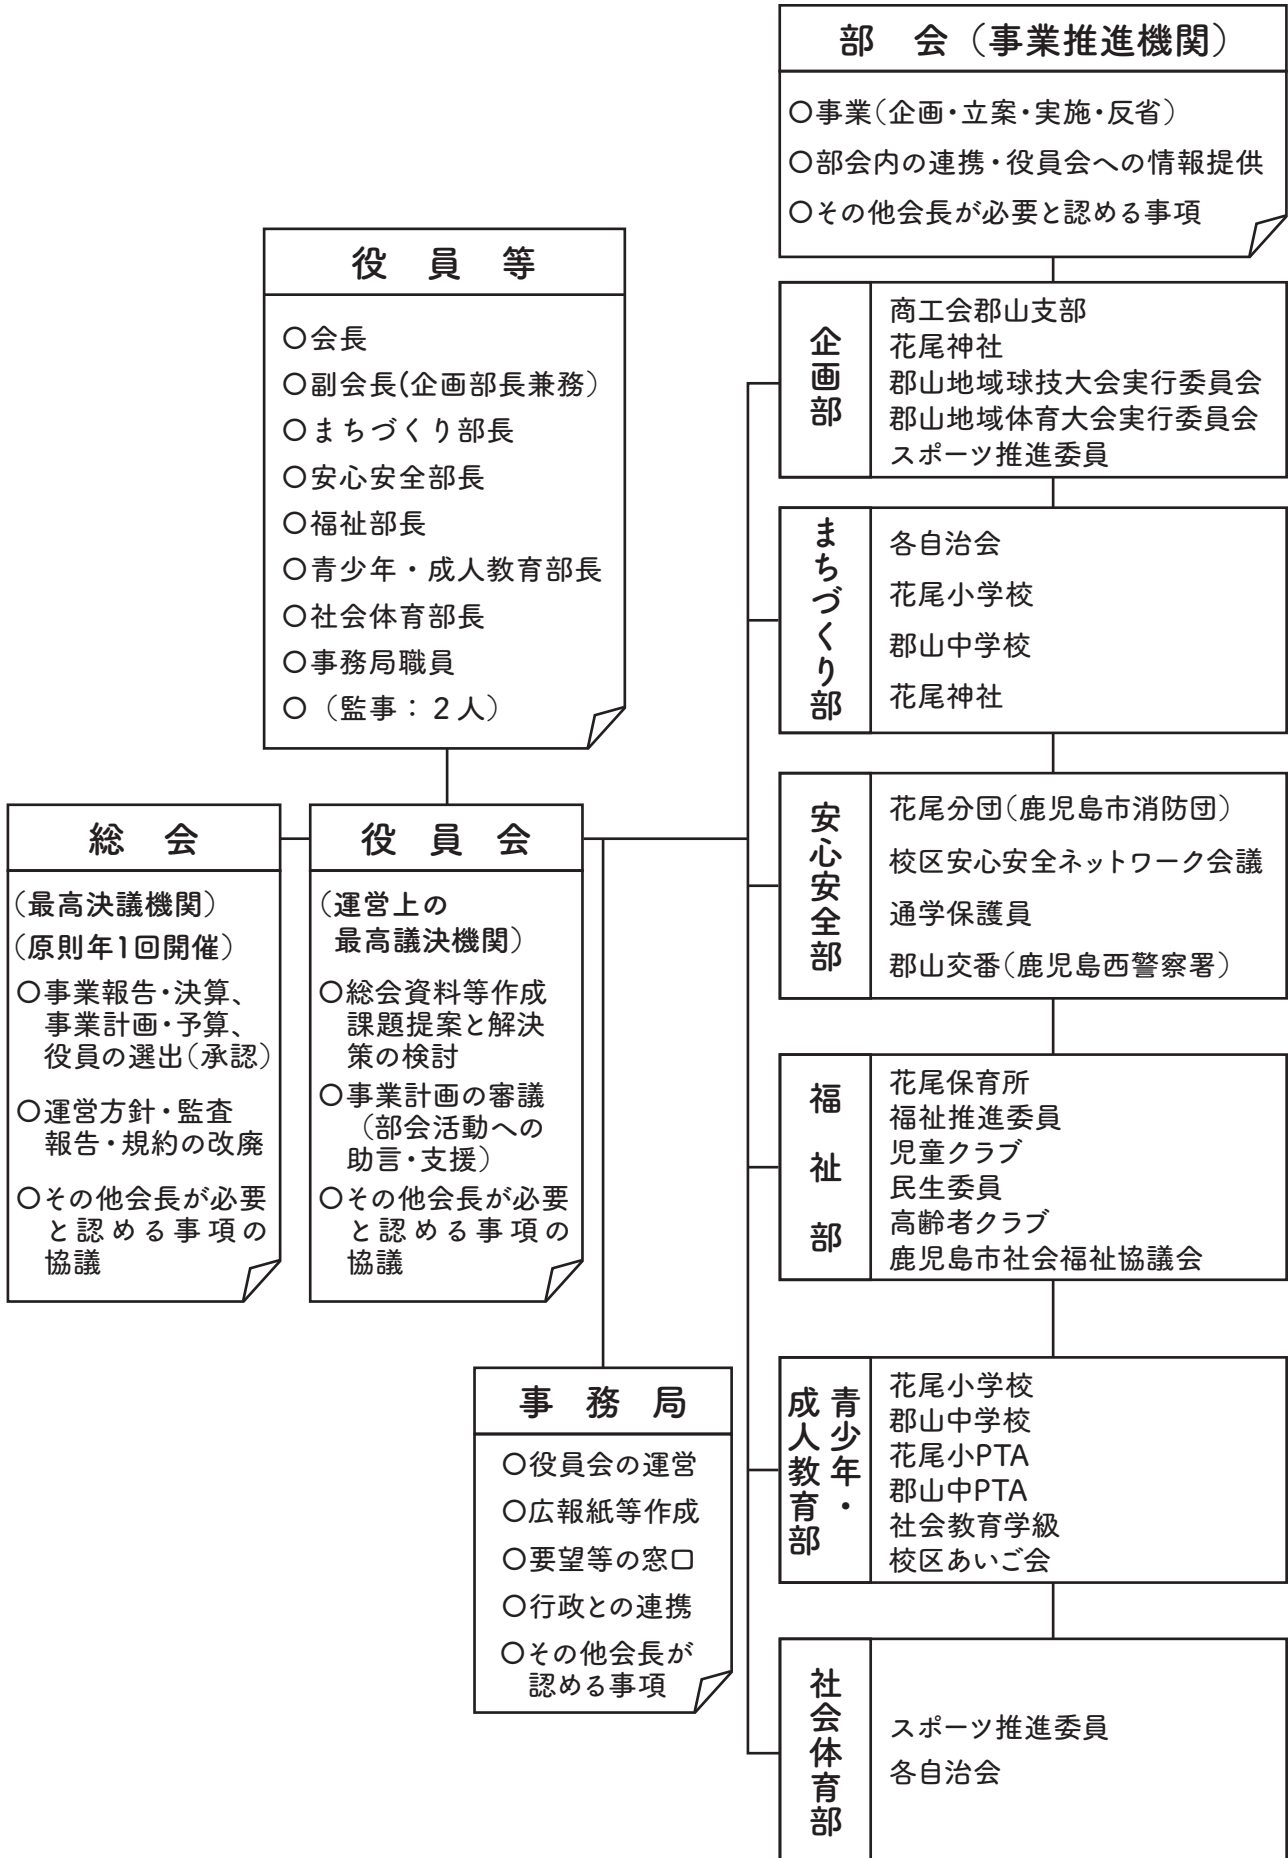 部　会（事業推進機関）
○事業（企画・立案・実施・反省）
○部会内の連携・役員会への情報提供
○その他会長が必要と認める事項
役　員　等
○会長
○副会長(企画部長兼務）
○まちづくり部長
○安心安全部長
○福祉部長
○青少年・成人教育部長
○社会体育部長
○事務局職員
○（監事：２人）
総　会
（最高決議機関）
（原則年1回開催）
○事業報告・決算、
事業計画・予算、
役員の選出（承認）
○運営方針・監査
報告・規約の改廃
○その他会長が必要
と認める事項の
協議
役　員　会
（運営上の
最高議決機関）
○総会資料等作成
課題提案と解決
策の検討
○事業計画の審議
（部会活動への
助言・支援）
○その他会長が必要
と認める事項の
協議
事　務　局
○役員会の運営
○広報紙等作成
○要望等の窓口
○行政との連携
○その他会長が
認める事項
企画部
商工会郡山支部
花尾神社
郡山地域球技大会実行委員会
郡山地域体育大会実行委員会
スポーツ推進委員
まちづくり部
各自治会
花尾小学校
郡山中学校
花尾神社
安心安全部
花尾分団（鹿児島市消防団）
校区安心安全ネットワーク会議
通学保護員
郡山交番（鹿児島西警察署）
福祉部
花尾保育所
福祉推進委員
児童クラブ
民生委員
高齢者クラブ
鹿児島市社会福祉協議会
青少年・
成人教育部
花尾小学校
郡山中学校
花尾小PTA
郡山中PTA
社会教育学級
校区あいご会
社会体育部
スポーツ推進委員
各自治会